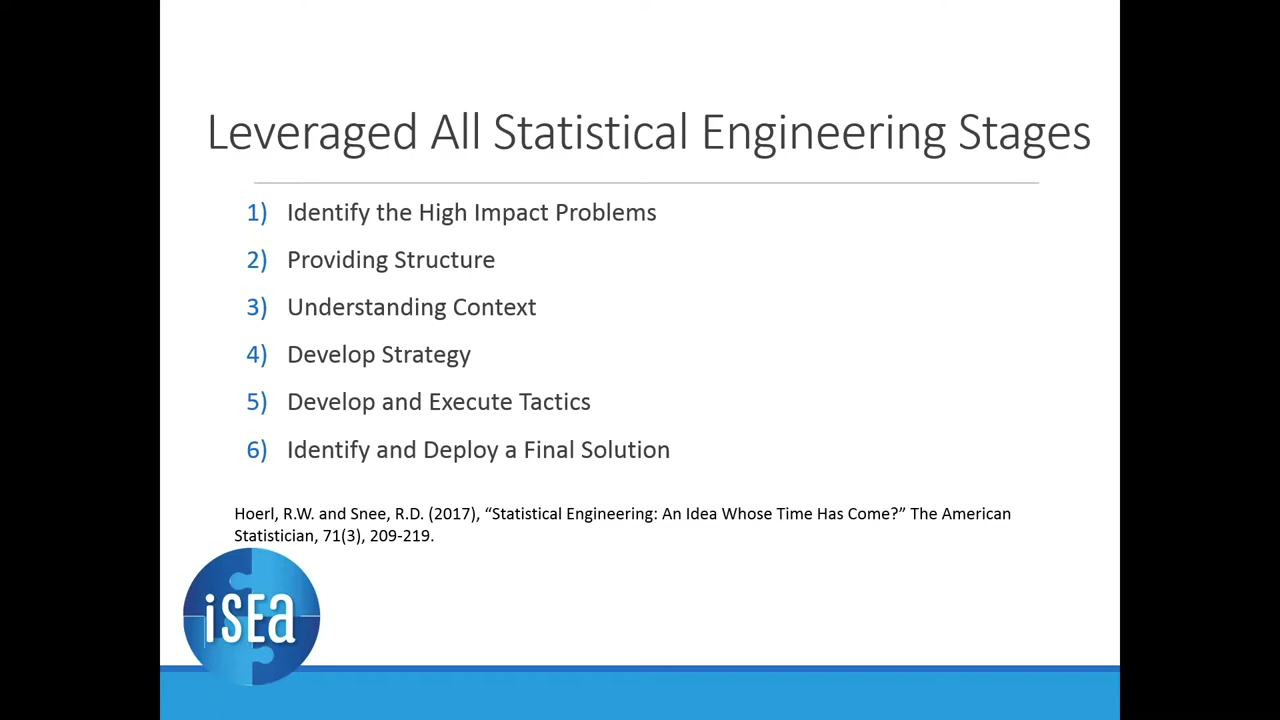 Leveraged All Statistical Engineering Stages
1) Identify the High Impact Problems
2) Providing Structure
3) Understanding Context
4) Develop Strategy
5) Develop and Execute Tactics
6) Identify and Deploy a Final Solution
Hoerl, R.W. and Snee, R.D. (2017), “Statistical Engineering: An Idea Whose Time Has Come?” The American
Statistician, 71(3), 209-219.
iSEa